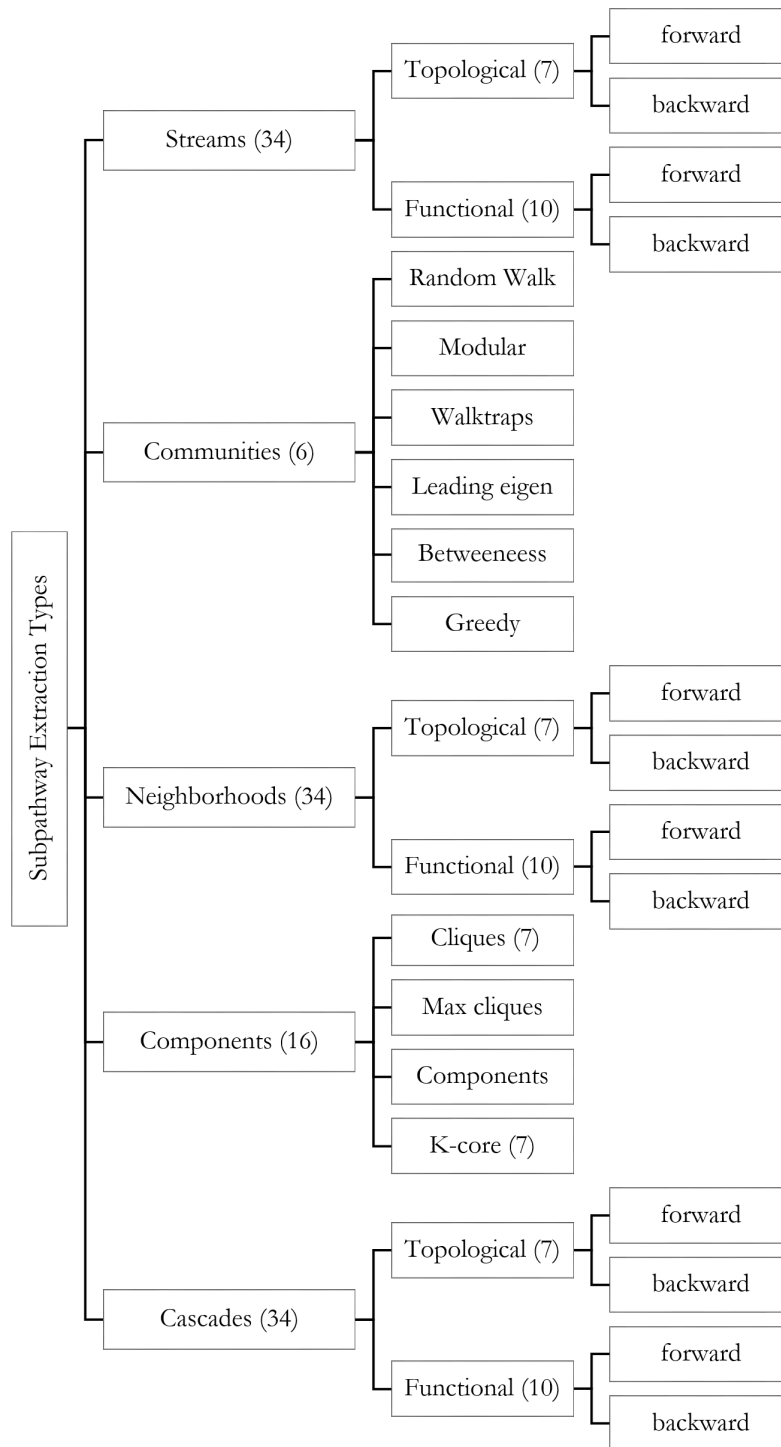 Subpathway Extraction Types
Streams (34)
Topological (7)
forward
backward
Functional (10)
forward
backward
Communities (6)
Random Walk
Modular
Walktraps
Leading eigen
Betweeneess
Greedy
Neighborhoods (34)
Topological (7)
forward
backward
Functional (10)
forward
backward
Components (16)
Cliques (7)
Max cliques
Components
K-core (7)
Cascades (34)
Topological (7)
forward
backward
Functional (10)
forward
backward